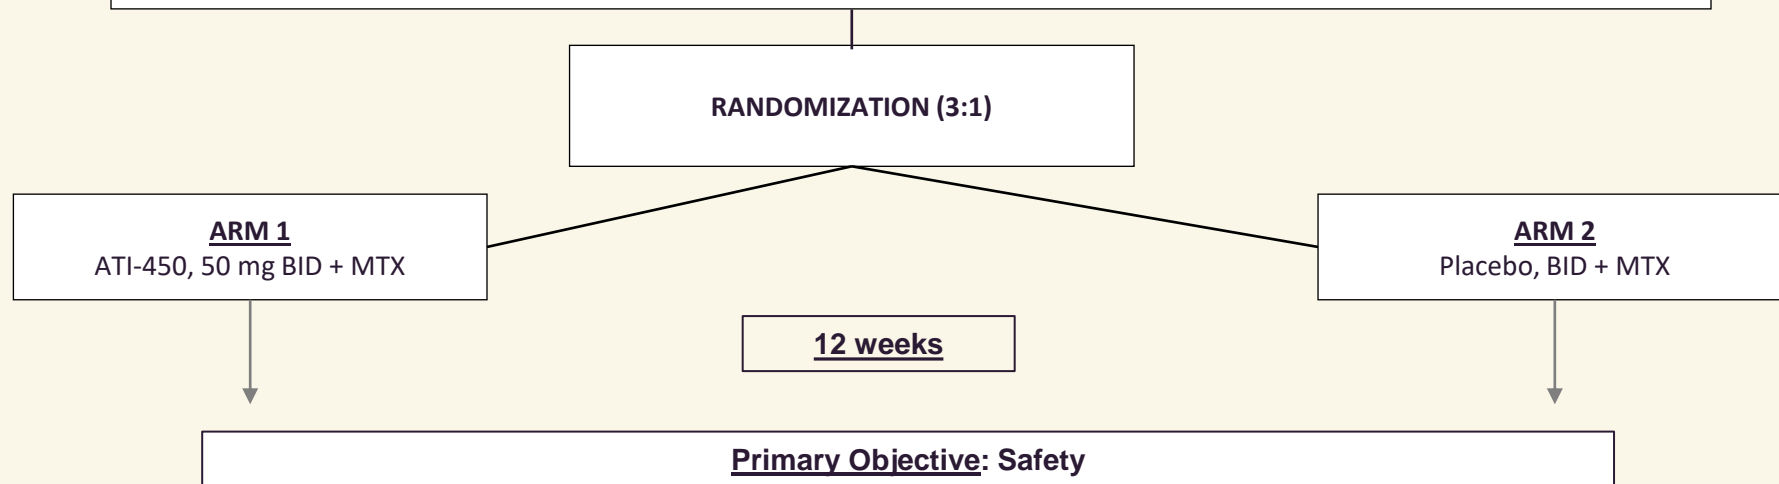 RANDOMIZATION (3:1)
ARM 1
ATI-450, 50 mg BID + MTX
ARM 2
Placebo, BID + MTX
12 weeks
Primary Objective: Safety